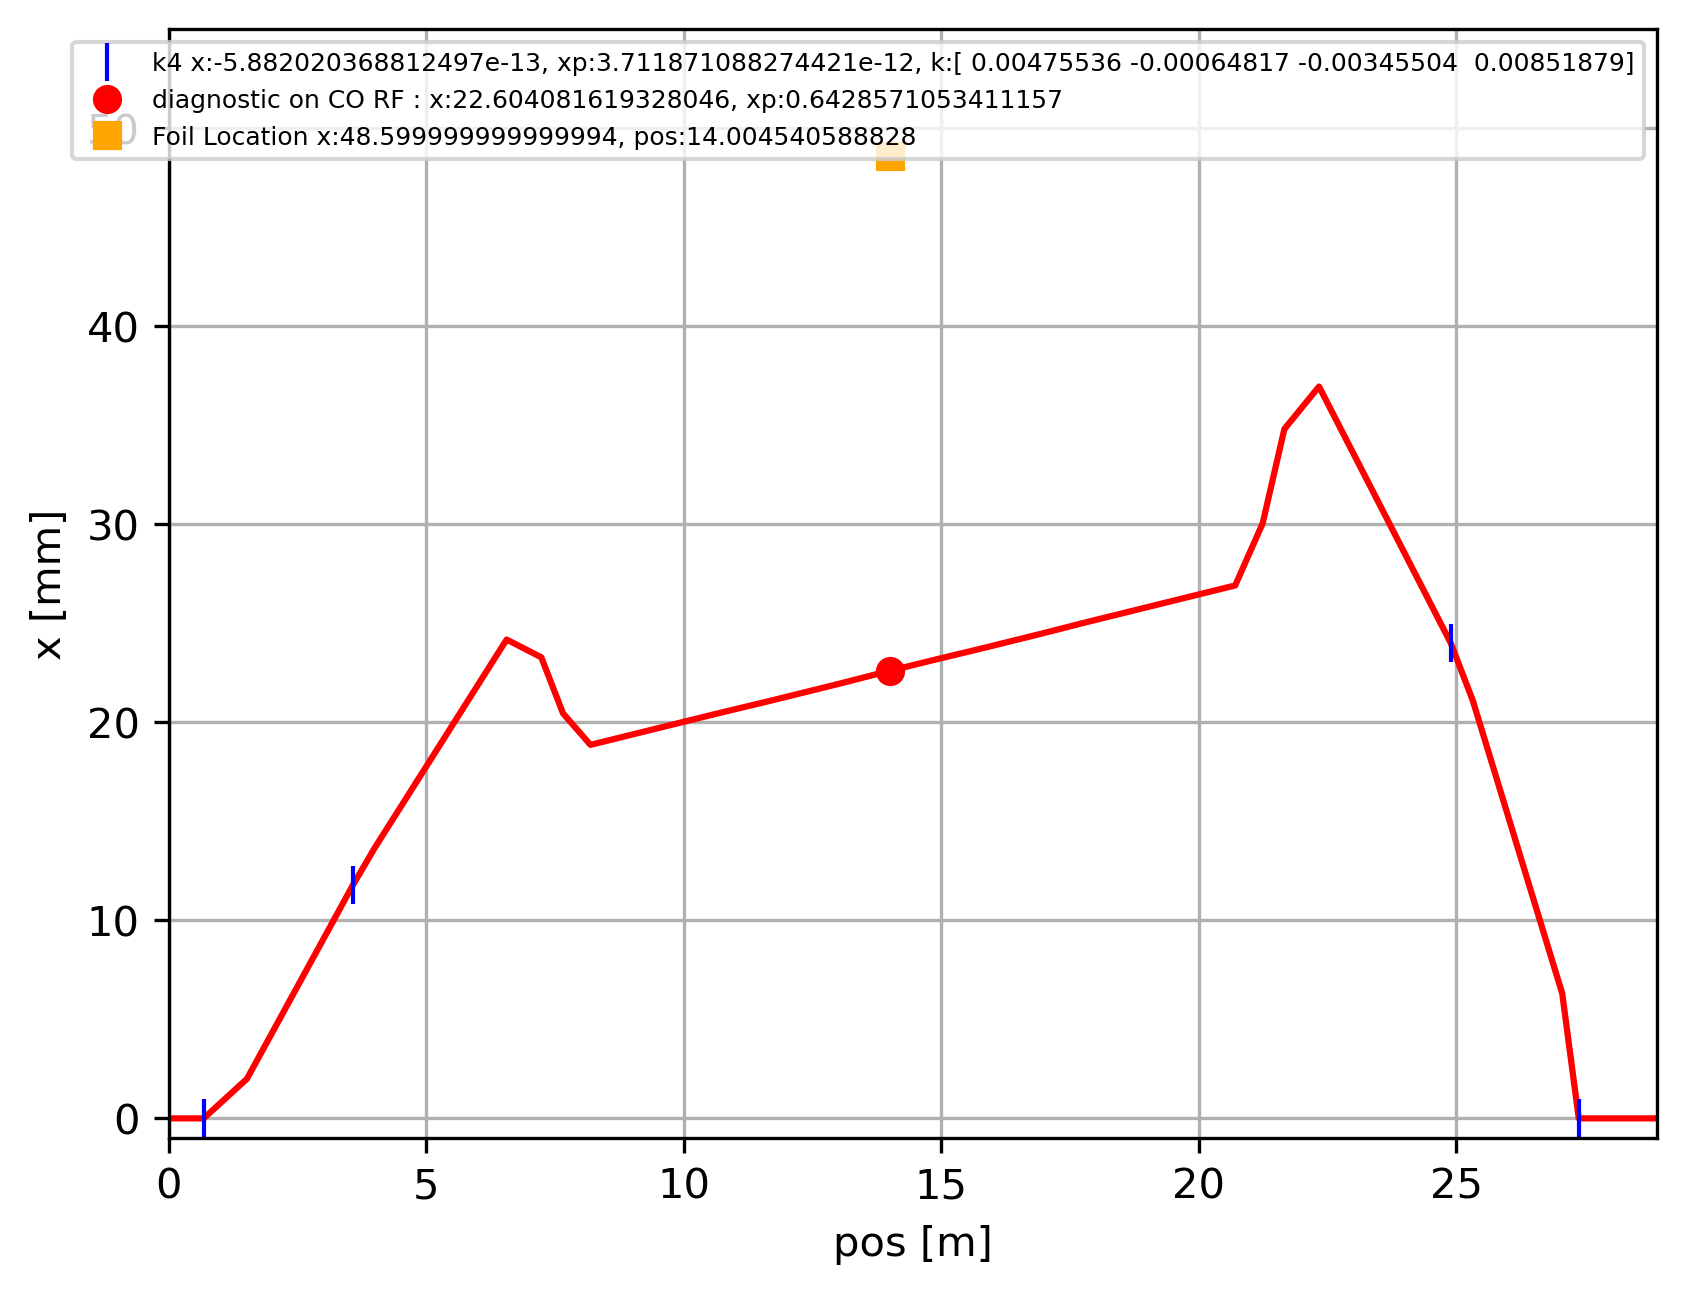 k4 x:-5.882020368812497e-13, xp:3.711871088274421e-12, k:[ 0.00475536 -0.00064817 -0.00345504  0.00851879]
diagnostic on CO RF : x:22.604081619328046, xp:0.6428571053411157
Foil Location x:48.599999999999994, pos:14.004540588828
50
40
30
20
10
0
x [mm]
0 5 10 15 20 25
pos [m]